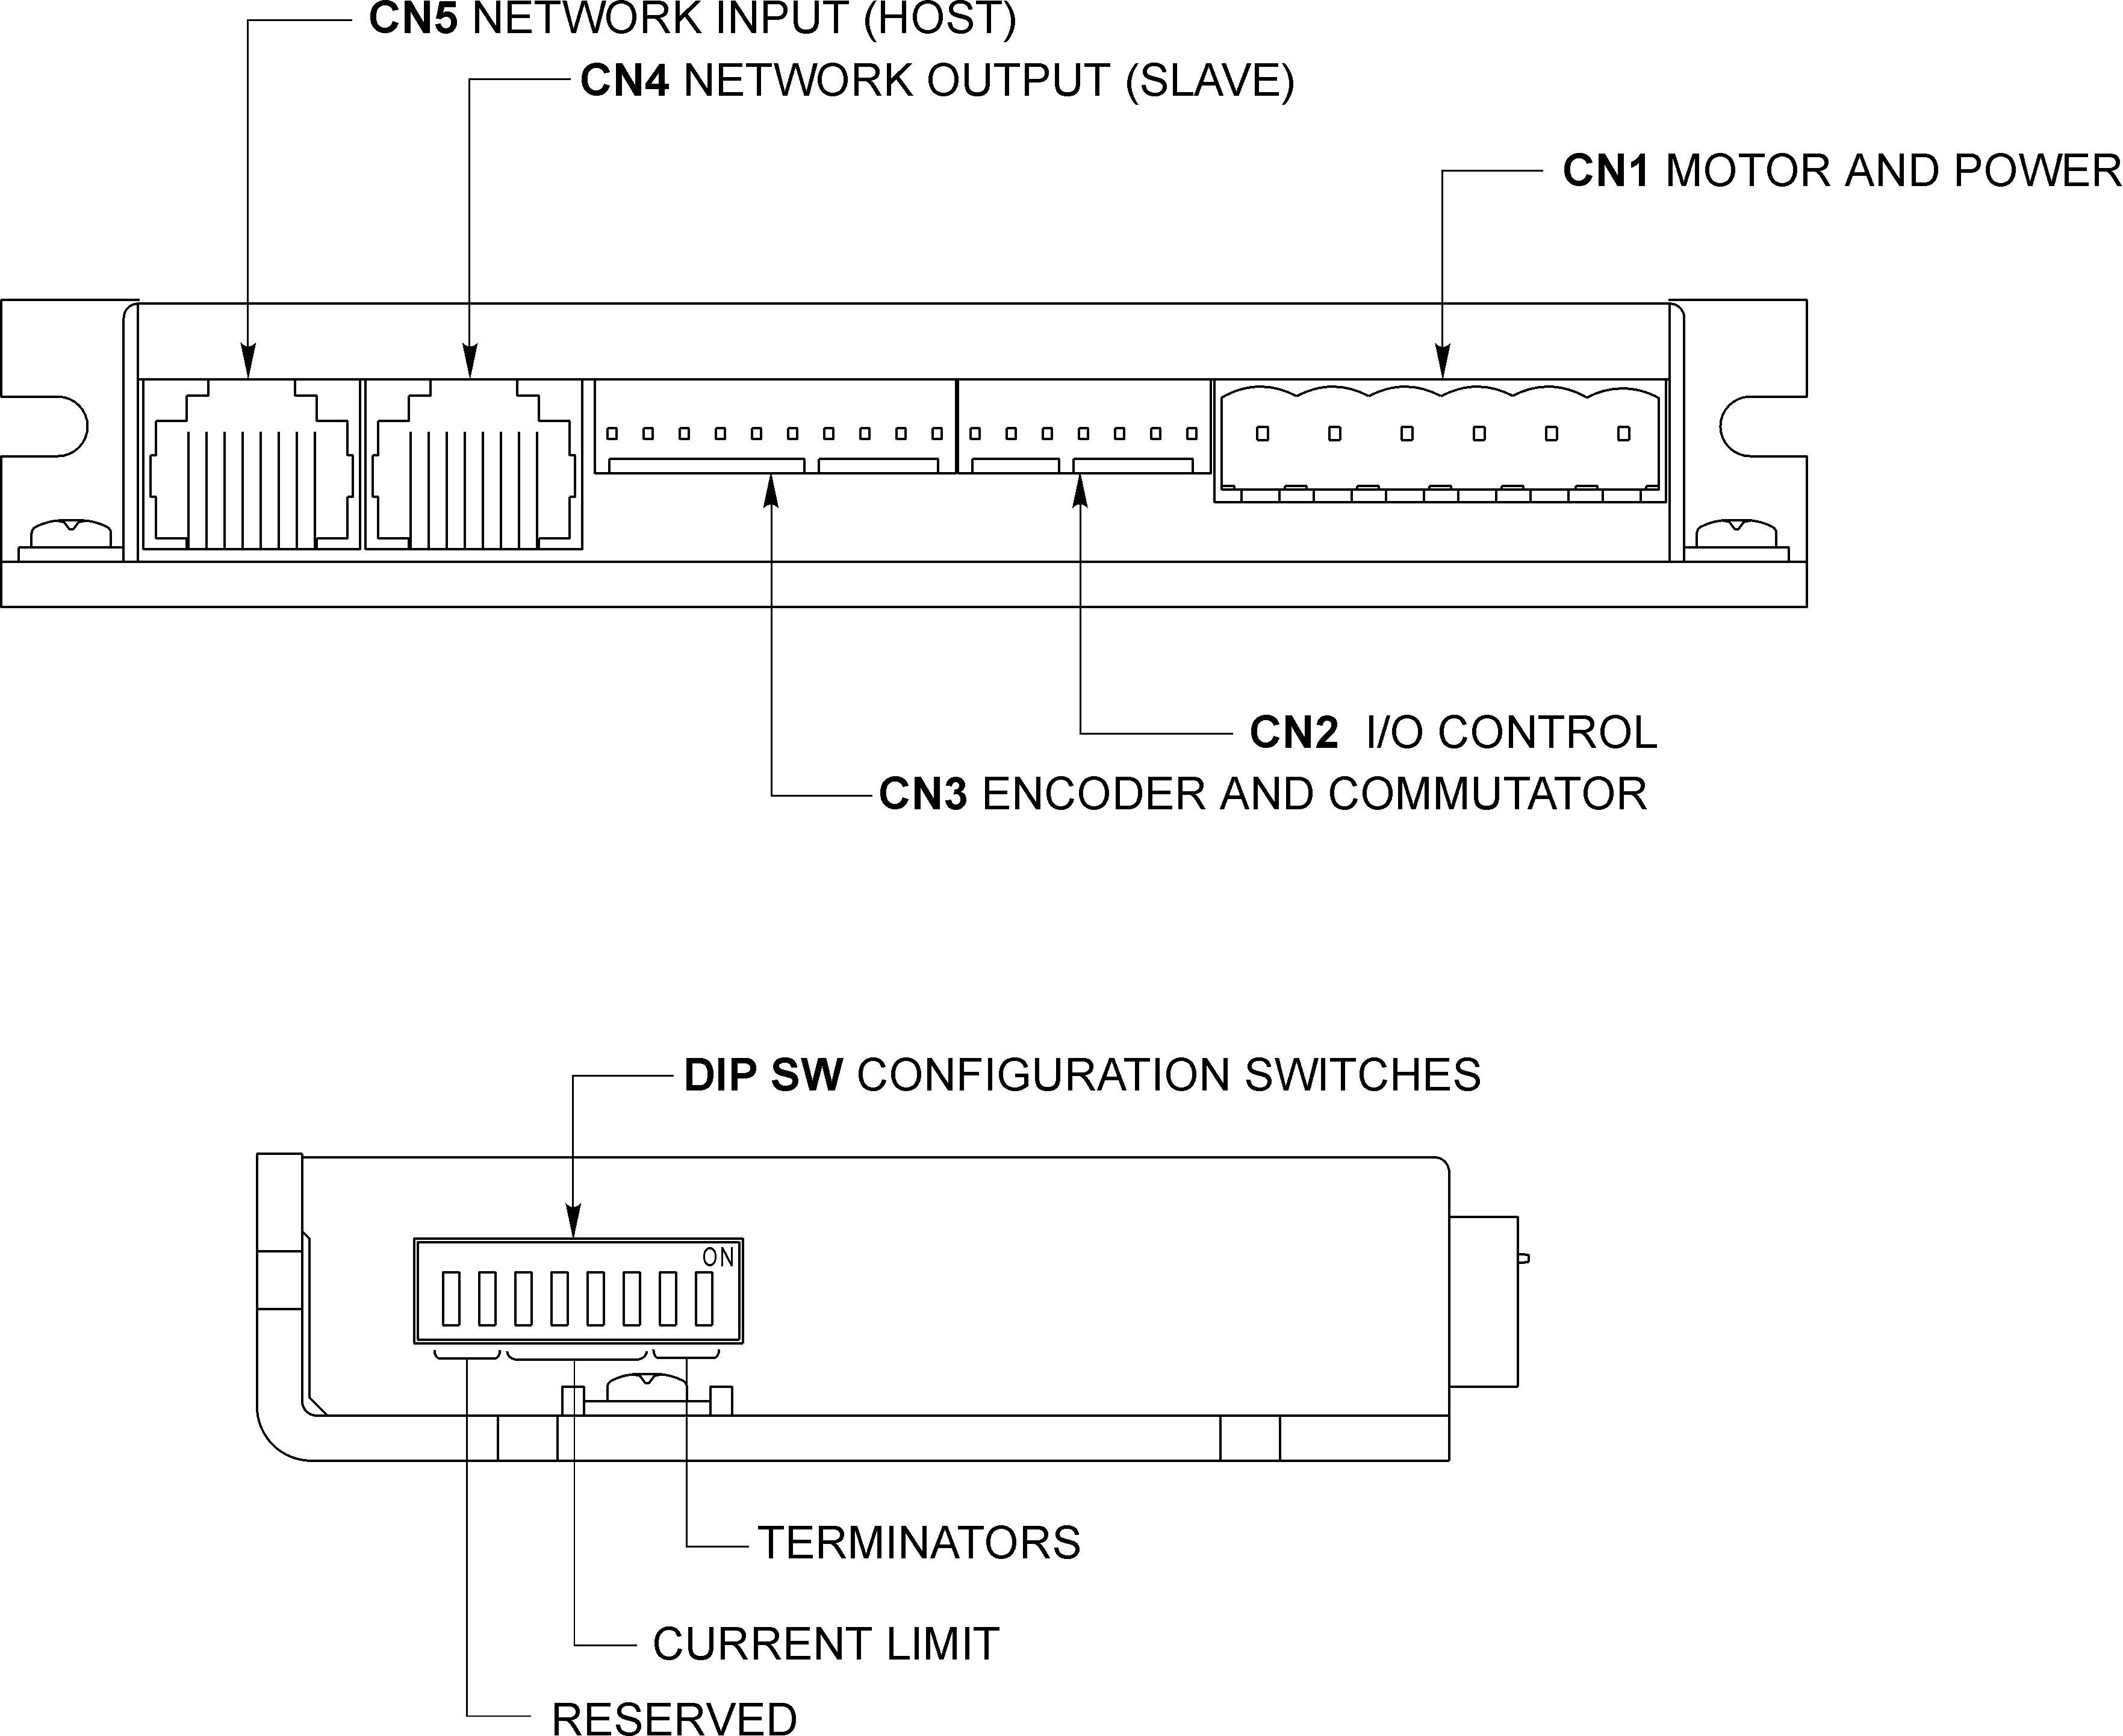 CN5 NETWORK INPUT (HOST)
CN4 NETWORK OUTPUT (SLAVE)
CN1 MOTOR AND POWER
CN2 I/O CONTROL
CN3 ENCODER AND COMMUTATOR
DIP SW CONFIGURATION SWITCHES
ON
TERMINATORS
CURRENT LIMIT
RESERVED